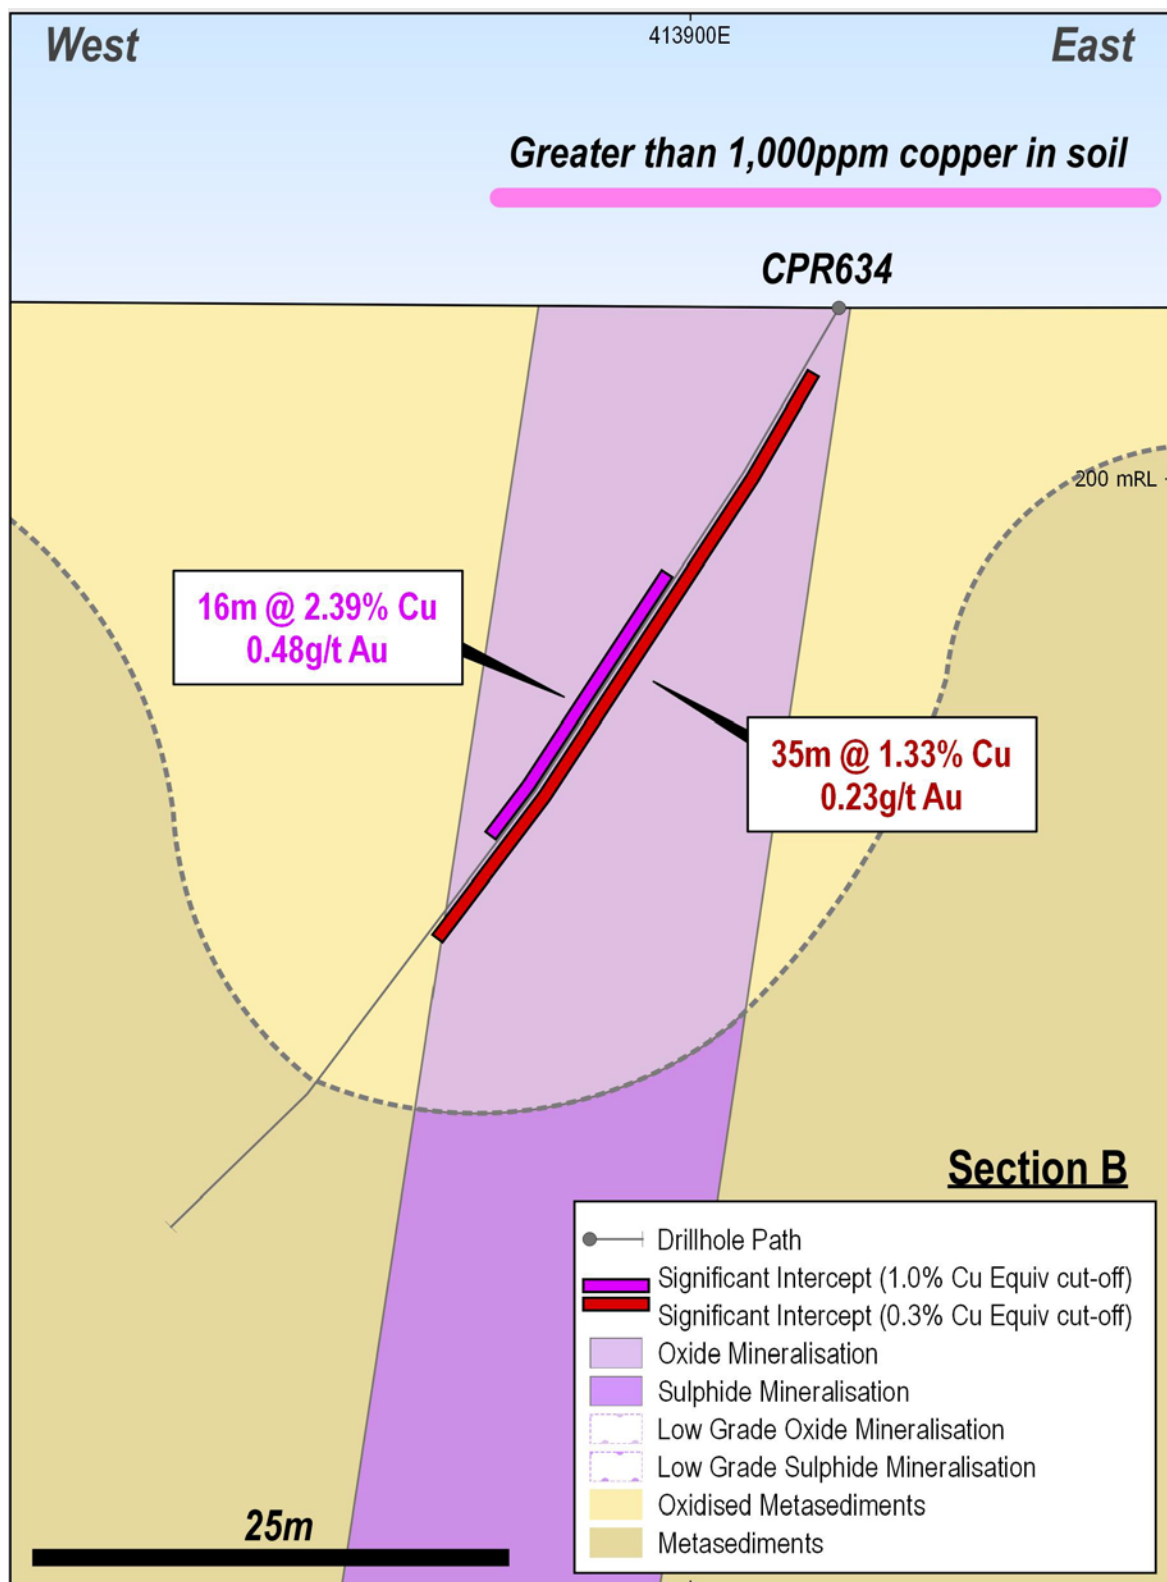 West
413900E
East
Greater than 1,000ppm copper in soil
CPR634
200 mRL
16m @ 2.39% Cu
0.48g/t Au
35m @ 1.33% Cu
0.23g/t Au
Section B
Drillhole Path
Significant Intercept (1.0% Cu Equiv cut-off)
Significant Intercept (0.3% Cu Equiv cut-off)
Oxide Mineralisation
Sulphide Mineralisation
Low Grade Oxide Mineralisation
Low Grade Sulphide Mineralisation
Oxidised Metasediments
Metasediments
25m